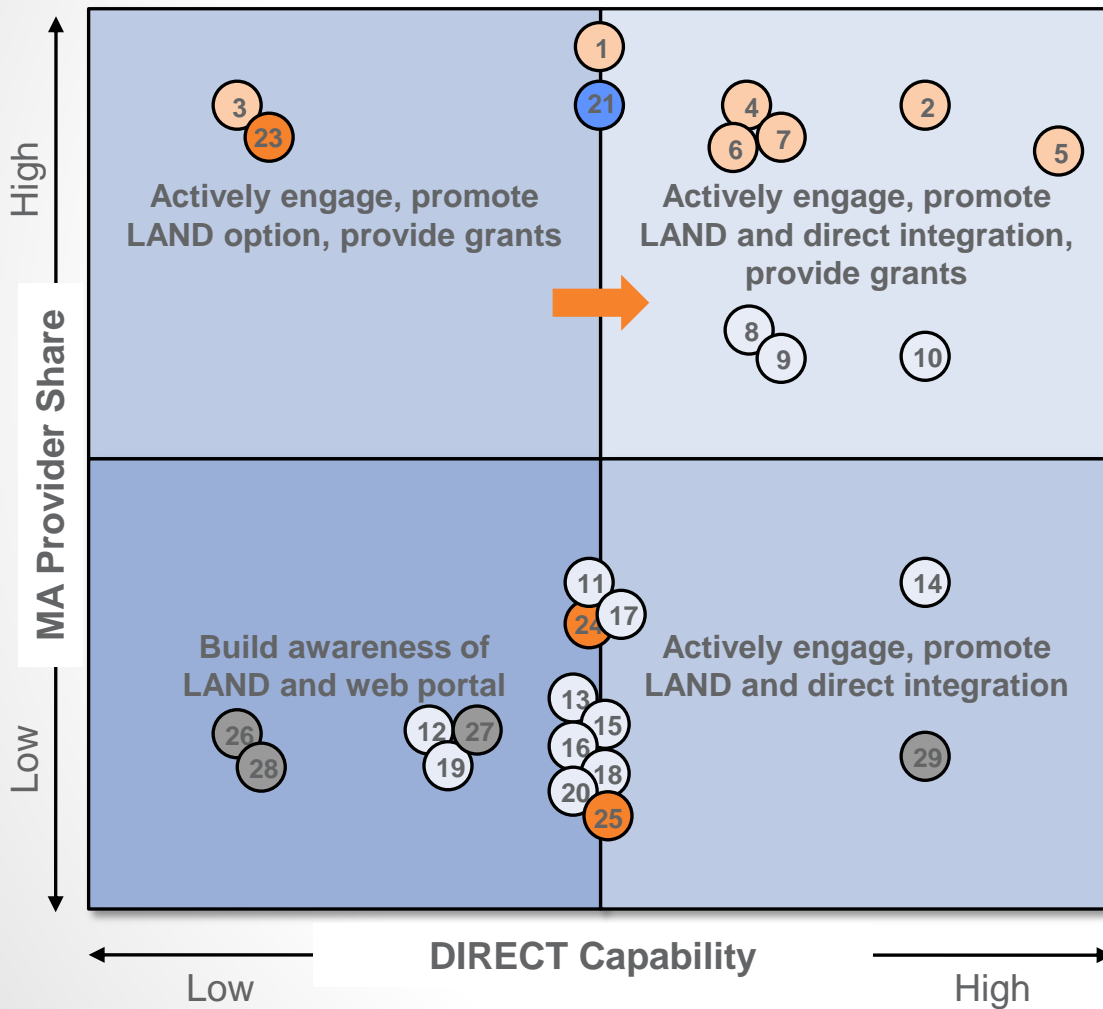 High
MA Provider Share
Low
1
21
3
23
4
2
6
7
5
Actively engage, promote
LAND option, provide grants
Actively engage, promote
LAND and direct integration,
provide grants
8
9
10
11
24
17
14
Build awareness of
LAND and web portal
Actively engage, promote
LAND and direct integration
13
15
16
18
20
25
26
28
12
27
19
29
DIRECT Capability
Low
High